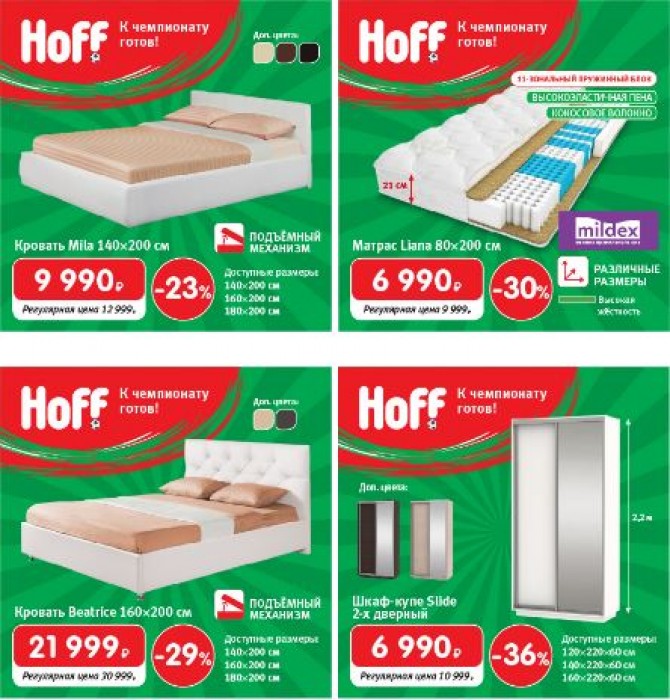 Hoff
К чемпионату
готов!
Доп. цвета:
Кровать Mila 140×200 см
ПОДЪЁМНЫЙ
МЕХАНИЗМ
9 990₽
Регулярная цена 12 999₽
-23%
Доступные размеры:
140×200 см
160×200 см
180×200 см
Hoff
К чемпионату
готов!
11-ЗОНАЛЬНЫЙ ПРУЖИННЫЙ БЛОК
ВЫСОКОЭЛАСТИЧНАЯ ПЕНА
КОКОСОВОЕ ВОЛОКНО
23 СМ
mildex
Матрас Liana 80×200 см
6 990₽
Регулярная цена 9 999₽
-30%
РАЗЛИЧНЫЕ
РАЗМЕРЫ
Высокая
жёсткость
Hoff
К чемпионату
готов!
Доп. цвета:
Кровать Beatrice 160×200 см
ПОДЪЁМНЫЙ
МЕХАНИЗМ
21 999₽
Регулярная цена 30 999₽
-29%
Доступные размеры:
140×200 см
160×200 см
180×200 см
Hoff
К чемпионату
готов!
Доп. цвета:
2,2м
Шкаф-купе Slide
2-х дверный
6 990₽
Регулярная цена 10 999₽
-36%
Доступные размеры:
120×220×60 см
140×220×60 см
160×220×60 см